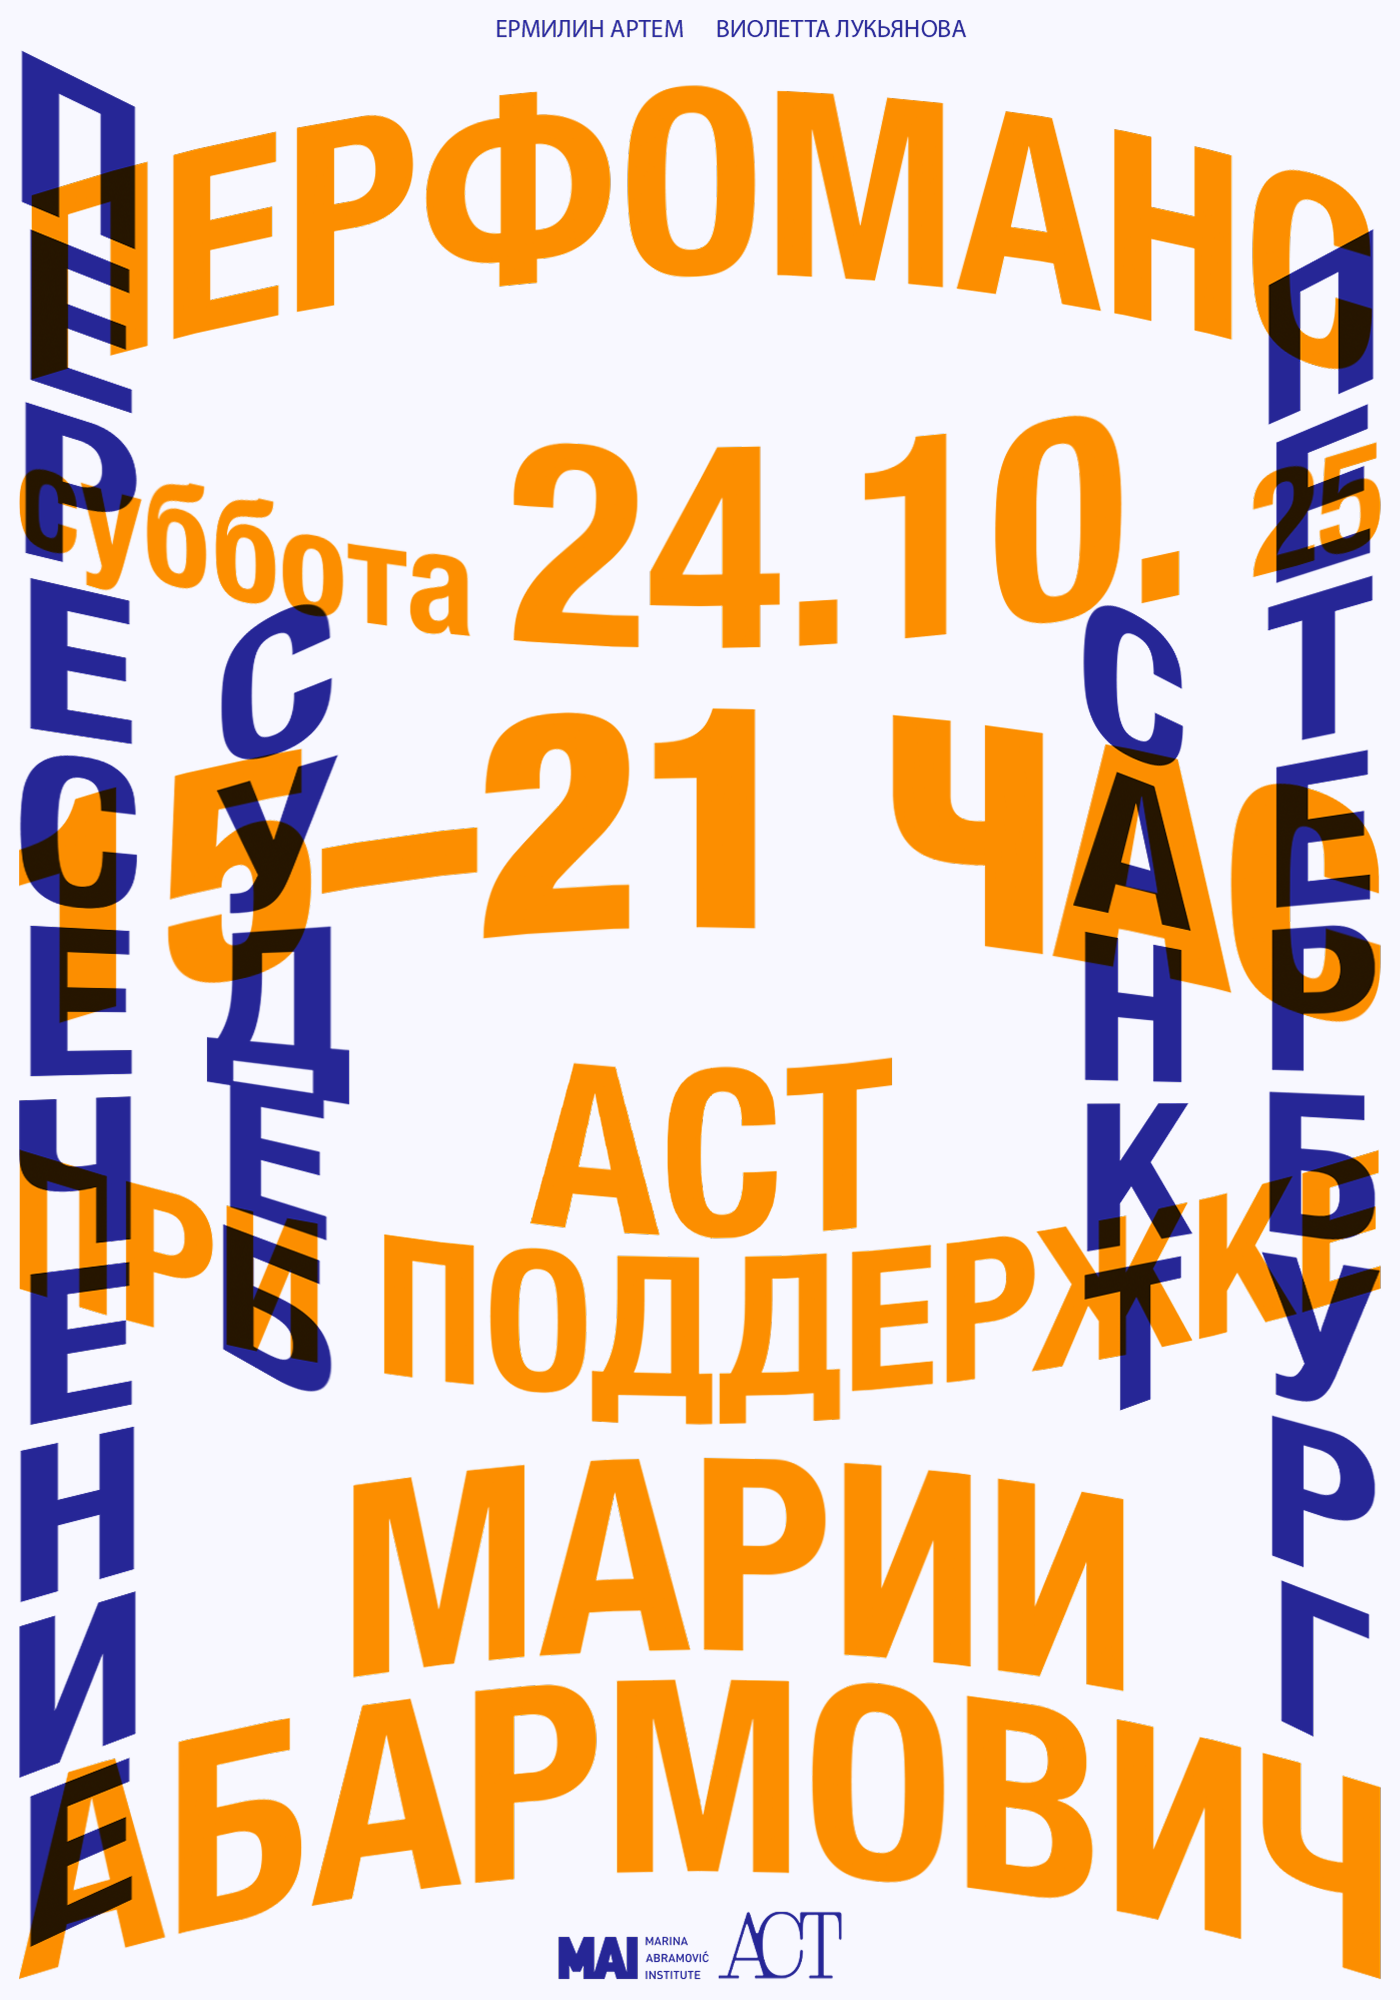 ЕРМИЛИН АРТЕМ ВИОЛЕТТА ЛУКЬЯНОВА
ПЕРФОМАНС
суббота 24.10. 25
15–21 ЧАС
АСТ
ПРИ ПОДДЕРЖКЕ
МАРИИ
АБАРМОВИЧ
ПЕРЕСЕЧЕНИЕ
СУДЕБ
САНКТ
ПЕТЕРБУРГ
MAI MARINA
ABRAMOVIĆ
INSTITUTE
ACT